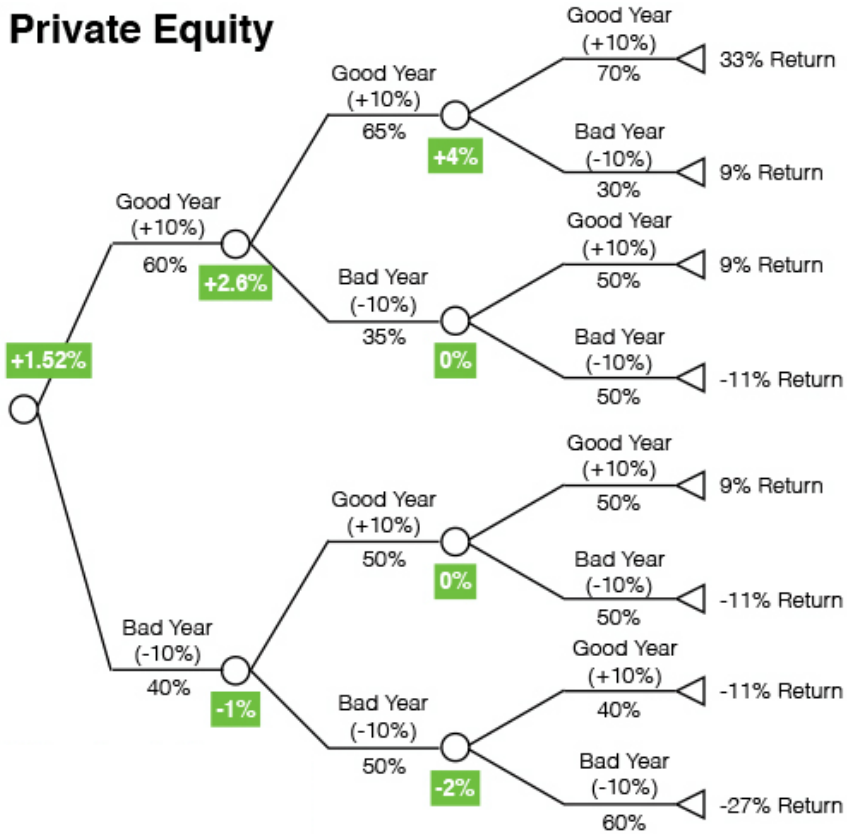 Private Equity
Good Year
(+10%)
70%
33% Return
Good Year
(+10%)
65%
+4%
Bad Year
(-10%)
30%
9% Return
Good Year
(+10%)
60%
+2.6%
Good Year
(+10%)
50%
9% Return
Bad Year
(-10%)
35%
0%
Bad Year
(-10%)
50%
-11% Return
+1.52%
Good Year
(+10%)
50%
9% Return
Good Year
(+10%)
50%
0%
Bad Year
(-10%)
50%
-11% Return
Bad Year
(-10%)
40%
-1%
Good Year
(+10%)
40%
-11% Return
Bad Year
(-10%)
50%
-2%
Bad Year
(-10%)
60%
-27% Return